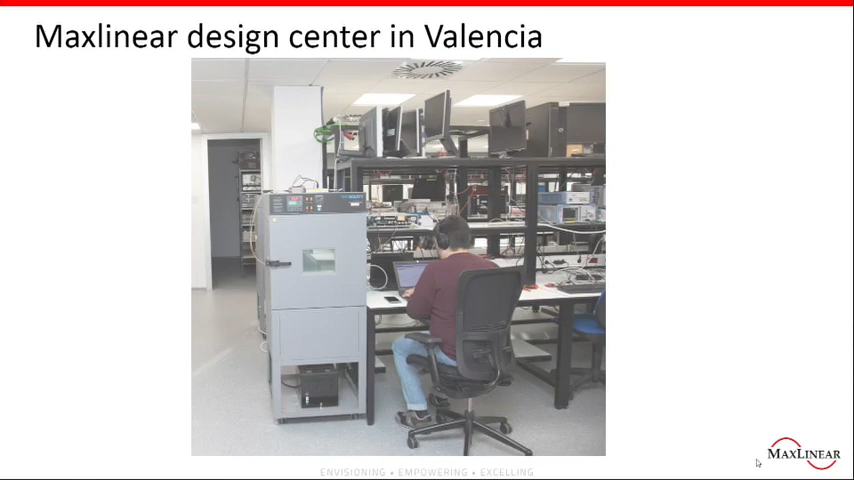 Maxlinear design center in Valencia
ENVISIONING • EMPOWERING • EXCELLING
MAXLINEAR